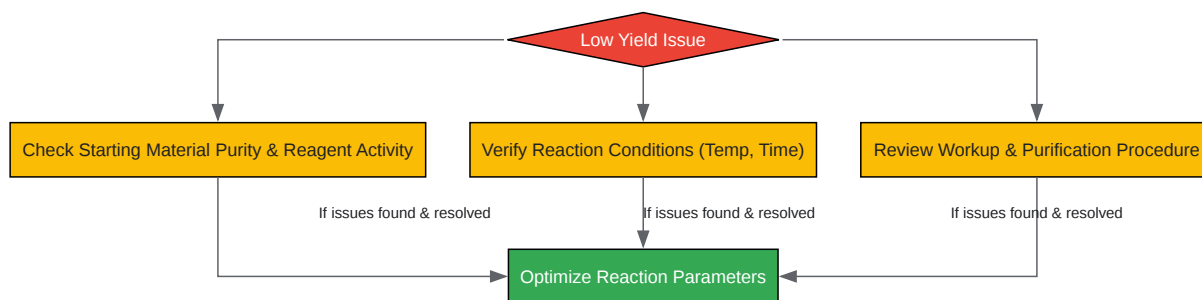 Low Yield Issue
Check Starting Material Purity & Reagent Activity
Verify Reaction Conditions (Temp, Time)
Review Workup & Purification Procedure
If issues found & resolved
If issues found & resolved
If issues found & resolved
Optimize Reaction Parameters